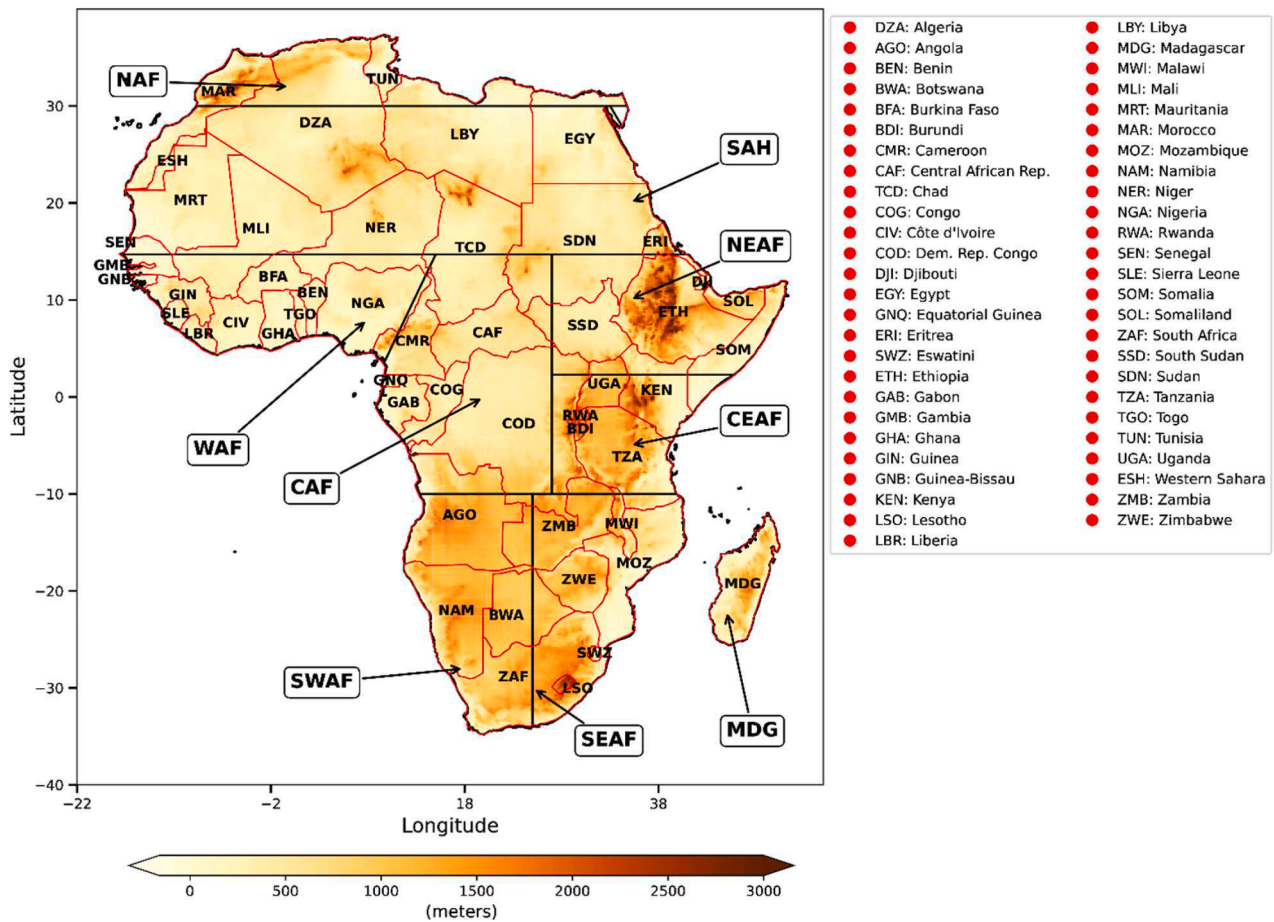 NAF
MAR
TUN
30
DZA
LBY
EGY
SAH
ESH
MRT
20
MLI
NER
TCD
SDN
ERI
SEN
NEAF
GMB
GNB
BFA
GIN
BEN
NGA
DJI
SOL
10
SLE
CIV
TGO
ETH
LBR
GHA
CMR
CAF
SSD
SOM
GNQ
COG
UGA
KEN
0
GAB
RWA
BDI
COD
CEAF
WAF
TZA
CAF
−10
AGO
ZMB
MWI
MOZ
ZWE
MDG
−20
NAM
BWA
SWZ
SWAF
ZAF
LSO
−30
SEAF
MDG
−40
−22
−2
18
38
Latitude
Longitude
0
500
1000
1500
2000
2500
3000
(meters)
DZA: Algeria
AGO: Angola
BEN: Benin
BWA: Botswana
BFA: Burkina Faso
BDI: Burundi
CMR: Cameroon
CAF: Central African Rep.
TCD: Chad
COG: Congo
CIV: Côte d'Ivoire
COD: Dem. Rep. Congo
DJI: Djibouti
EGY: Egypt
GNQ: Equatorial Guinea
ERI: Eritrea
SWZ: Eswatini
ETH: Ethiopia
GAB: Gabon
GMB: Gambia
GHA: Ghana
GIN: Guinea
GNB: Guinea-Bissau
KEN: Kenya
LSO: Lesotho
LBR: Liberia
LBY: Libya
MDG: Madagascar
MWI: Malawi
MLI: Mali
MRT: Mauritania
MAR: Morocco
MOZ: Mozambique
NAM: Namibia
NER: Niger
NGA: Nigeria
RWA: Rwanda
SEN: Senegal
SLE: Sierra Leone
SOM: Somalia
SOL: Somaliland
ZAF: South Africa
SSD: South Sudan
SDN: Sudan
TZA: Tanzania
TGO: Togo
TUN: Tunisia
UGA: Uganda
ESH: Western Sahara
ZMB: Zambia
ZWE: Zimbabwe